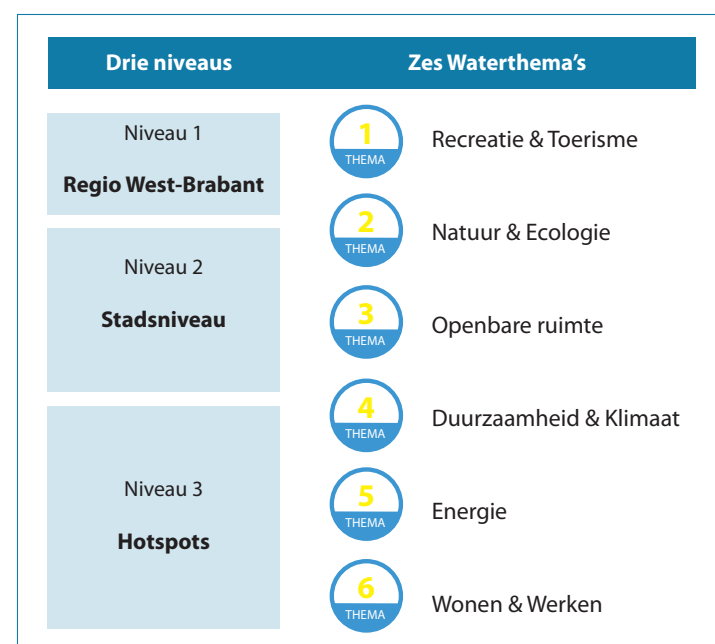 Drie niveaus
Zes Waterthema's
Niveau 1
Regio West-Brabant
Niveau 2
Stadsniveau
Niveau 3
Hotspots
1
THEMA
Recreatie & Toerisme
2
THEMA
Natuur & Ecologie
3
THEMA
Openbare ruimte
4
THEMA
Duurzaamheid & Klimaat
5
THEMA
Energie
6
THEMA
Wonen & Werken